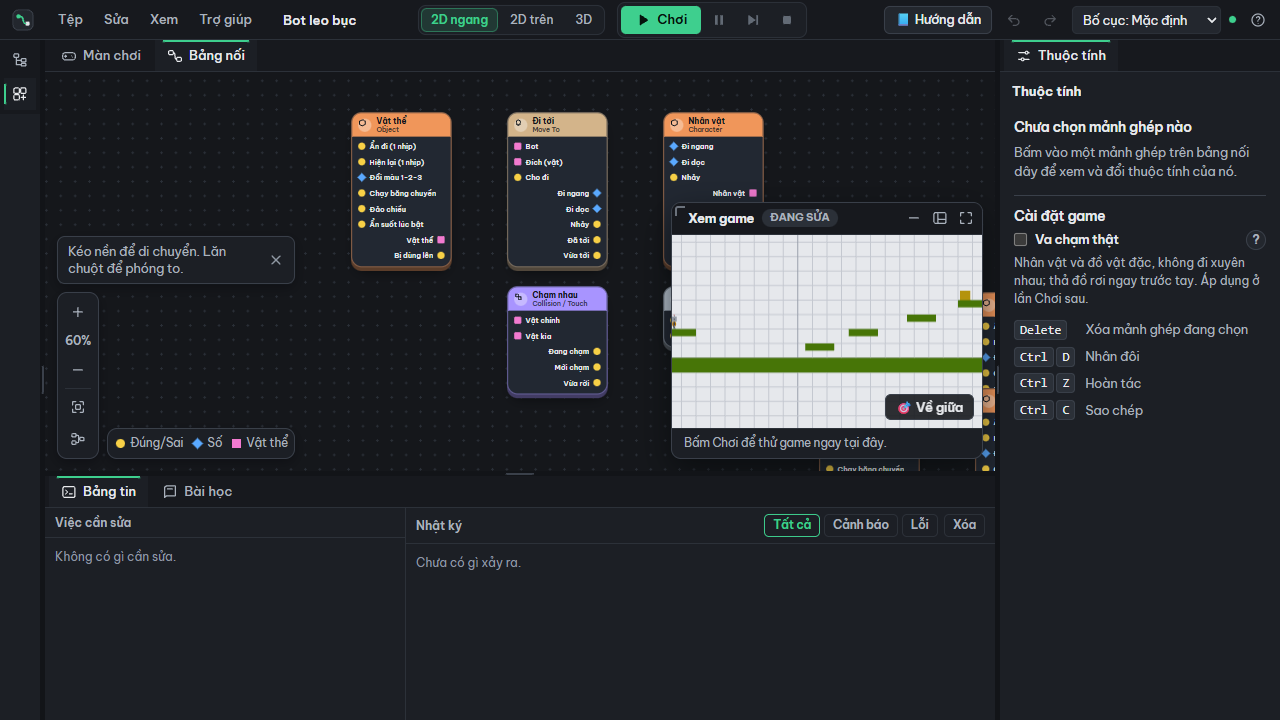 Tệp Sửa Xem Trợ giúp Bot leo bục 2D ngang 2D trên 3D Chơi Hướng dẫn Bố cục: Mặc định
Màn chơi Bảng nối
Vật thể
Object
Ẩn đi (1 nhịp)
Hiện lại (1 nhịp)
Đổi màu 1-2-3
Chạy băng chuyền
Đảo chiều
Ẩn suốt lúc bật
Vật thể
Bị dùng lên
Đi tới
Move To
Bot
Đích (vật)
Cho đi
Đi ngang
Đi dọc
Nhảy
Đã tới
Vừa tới
Nhân vật
Character
Đi ngang
Đi dọc
Nhảy
Nhân vật
Chạm nhau
Collision / Touch
Vật chính
Vật kia
Đang chạm
Mới chạm
Vừa rời
Xem game ĐANG SỬA
Về giữa
Bấm Chơi để thử game ngay tại đây.
Chạy băng chuyền
Kéo nền để di chuyển. Lăn
chuột để phóng to.
60%
Đúng/Sai Số Vật thể
Thuộc tính
Thuộc tính
Chưa chọn mảnh ghép nào
Bấm vào một mảnh ghép trên bảng nối
dây để xem và đổi thuộc tính của nó.
Cài đặt game
Va chạm thật ?
Nhân vật và đồ vật đặc, không đi xuyên
nhau; thả đồ rơi ngay trước tay. Áp dụng ở
lần Chơi sau.
Delete Xóa mảnh ghép đang chọn
Ctrl D Nhân đôi
Ctrl Z Hoàn tác
Ctrl C Sao chép
Bảng tin Bài học
Việc cần sửa
Không có gì cần sửa.
Nhật ký Tất cả Cảnh báo Lỗi Xóa
Chưa có gì xảy ra.